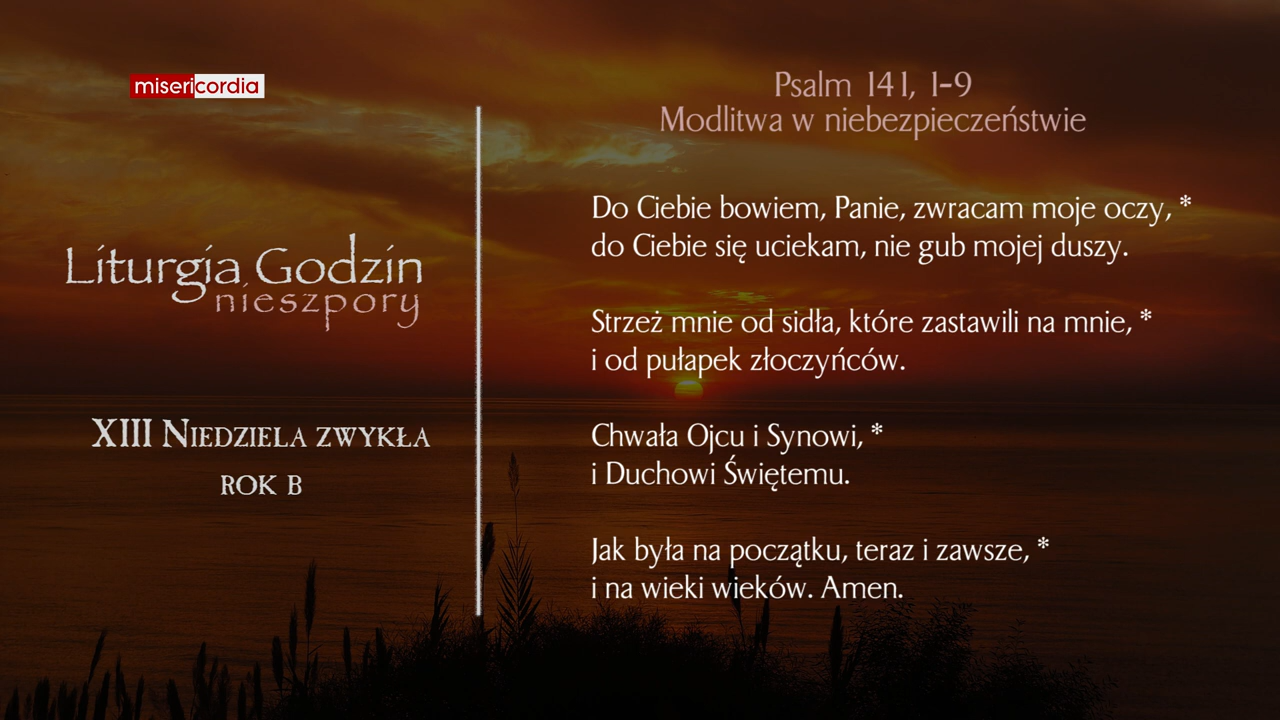 misericordia
Liturgia Godzin
nieszpory
XIII Niedziela zwykła
rok B
Psalm 141, 1-9
Modlitwa w niebezpieczeństwie
Do Ciebie bowiem, Panie, zwracam moje oczy, *
do Ciebie się uciekam, nie gub mojej duszy.
Strzeż mnie od sidła, które zastawili na mnie, *
i od pułapek złoczyńców.
Chwała Ojcu i Synowi, *
i Duchowi Świętemu.
Jak była na początku, teraz i zawsze, *
i na wieki wieków. Amen.